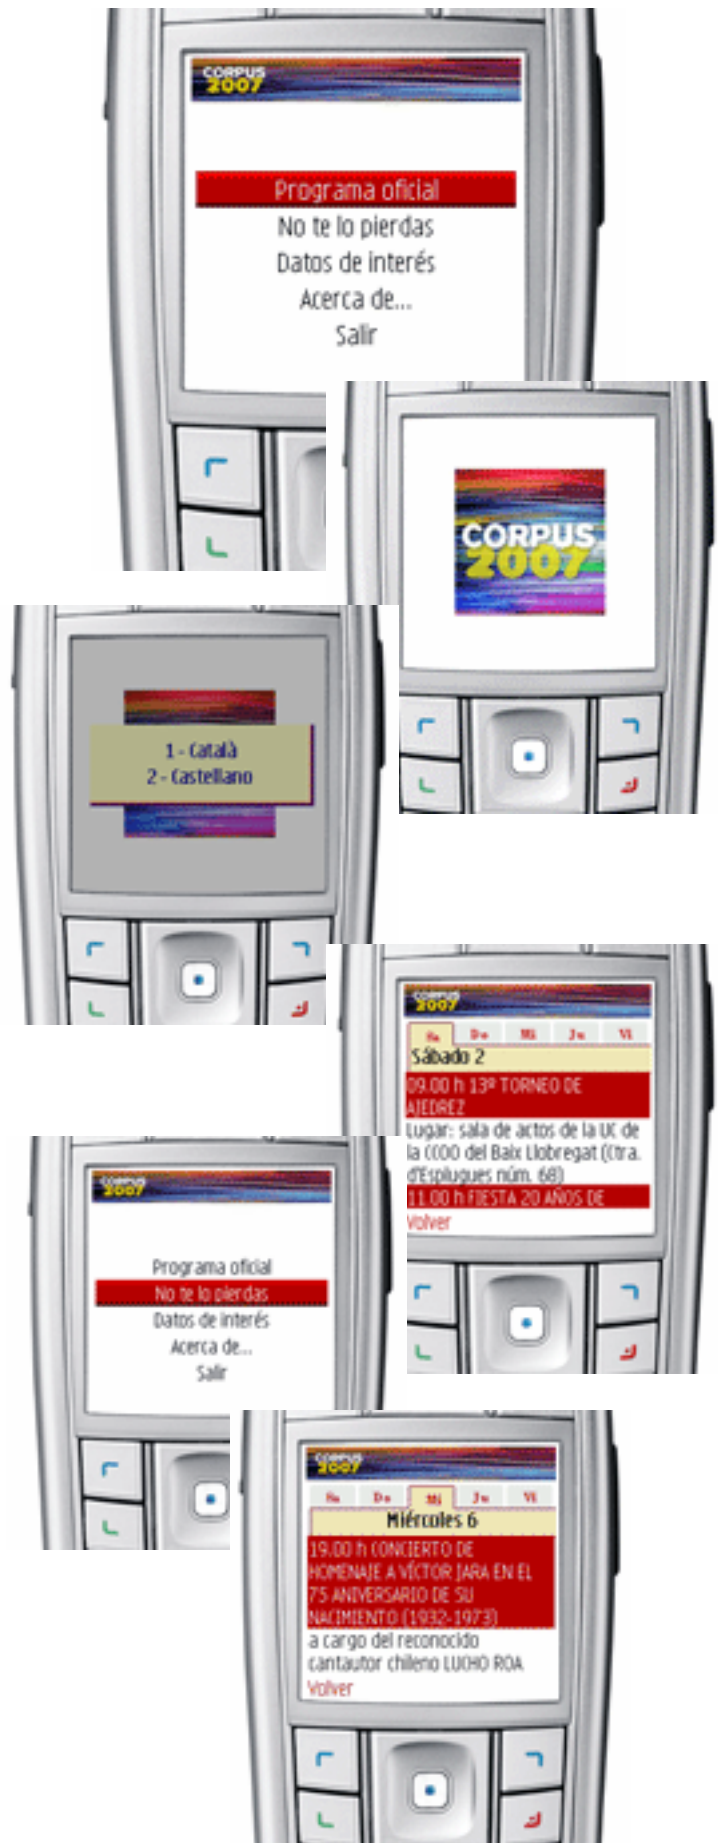 CORPUS
2007
Programa oficial
No te lo pierdas
Datos de interés
Acerca de...
Salir
CORPUS
2007
1 - Català
2 - Castellano
CORPUS
2007
Sa Do Mi Ju Vi
Sábado 2
09.00 h 13º TORNEO DE
AJEDREZ
Lugar: sala de actos de la UC de
la CCOO del Baix Llobregat (Ctra.
d'Esplugues núm. 68)
11.00 h FIESTA 20 AÑOS DE
Volver
CORPUS
2007
Programa oficial
No te lo pierdas
Datos de interés
Acerca de...
Salir
CORPUS
2007
Sa Do Mi Ju Vi
Miércoles 6
19.00 h CONCIERTO DE
HOMENAJE A VÍCTOR JARA EN EL
75 ANIVERSARIO DE SU
NACIMIENTO (1932-1973)
a cargo del reconocido
cantautor chileno LUCHO ROA
Volver